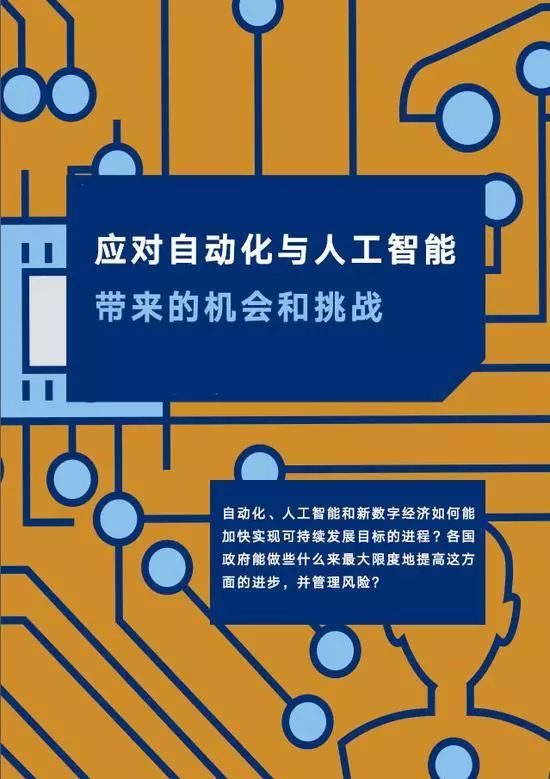 应对自动化与人工智能
带来的机会和挑战
自动化、人工智能和新数字经济如何能
加快实现可持续发展目标的进程？各国
政府能做些什么来最大限度地提高这方
面的进步，并管理风险？